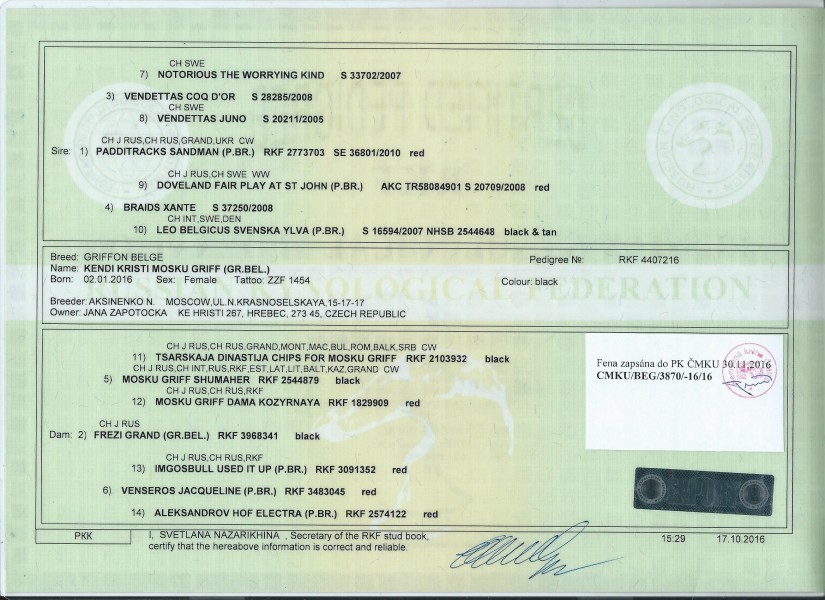 CH SWE
7) NOTORIOUS THE WORRYING KIND S 33702/2007
3) VENDETTAS COQ D'OR S 28285/2008
CH SWE
8) VENDETTAS JUNO S 20211/2005
CH J RUS,CH RUS,GRAND,UKR CW
Sire: 1) PADDITRACKS SANDMAN (P.BR.) RKF 2773703 SE 36801/2010 red
CH J RUS,CH SWE WW
9) DOVELAND FAIR PLAY AT ST JOHN (P.BR.) AKC TR58084901 S 20709/2008 red
4) BRAIDS XANTE S 37250/2008
CH INT,SWE,DEN
10) LEO BELGICUS SVENSKA YLVA (P.BR.) S 16594/2007 NHSB 2544648 black & tan
Breed: GRIFFON BELGE Pedigree №: RKF 4407216
Name: KENDI KRISTI MOSKU GRIFF (GR.BEL.)
Born: 02.01.2016 Sex: Female Tattoo: ZZF 1454 Colour: black
RUSSIAN KYNOLOGICAL FEDERATION
Breeder: AKSINENKO N. MOSCOW,UL.N.KRASNOSELSKAYA,15-17-17
Owner: JANA ZAPOTOCKA KE HRISTI 267, HREBEC, 273 45, CZECH REPUBLIC
CH J RUS,CH RUS,GRAND,MONT,MAC,BUL,ROM,BALK,SRB CW
11) TSARSKAJA DINASTIJA CHIPS FOR MOSKU GRIFF RKF 2103932 black
CH J RUS,CH INT,RUS,RKF,EST,LAT,LIT,BALT,KAZ,GRAND CW
5) MOSKU GRIFF SHUMAHER RKF 2544879 black
CH J RUS,CH RUS,RKF
12) MOSKU GRIFF DAMA KOZYRNAYA RKF 1829909 red
CH J RUS
Dam: 2) FREZI GRAND (GR.BEL.) RKF 3968341 black
CH J RUS,CH RUS,RKF
13) IMGOSBULL USED IT UP (P.BR.) RKF 3091352 red
6) VENSEROS JACQUELINE (P.BR.) RKF 3483045 red
14) ALEKSANDROV HOF ELECTRA (P.BR.) RKF 2574122 red
Fena zapsána do PK ČMKU 30.11.2016
CMKU/BEG/3870/-16/16
PKK
I, SVETLANA NAZARIKHINA , Secretary of the RKF stud book,
certify that the hereabove information is correct and reliable.
15:29 17.10.2016